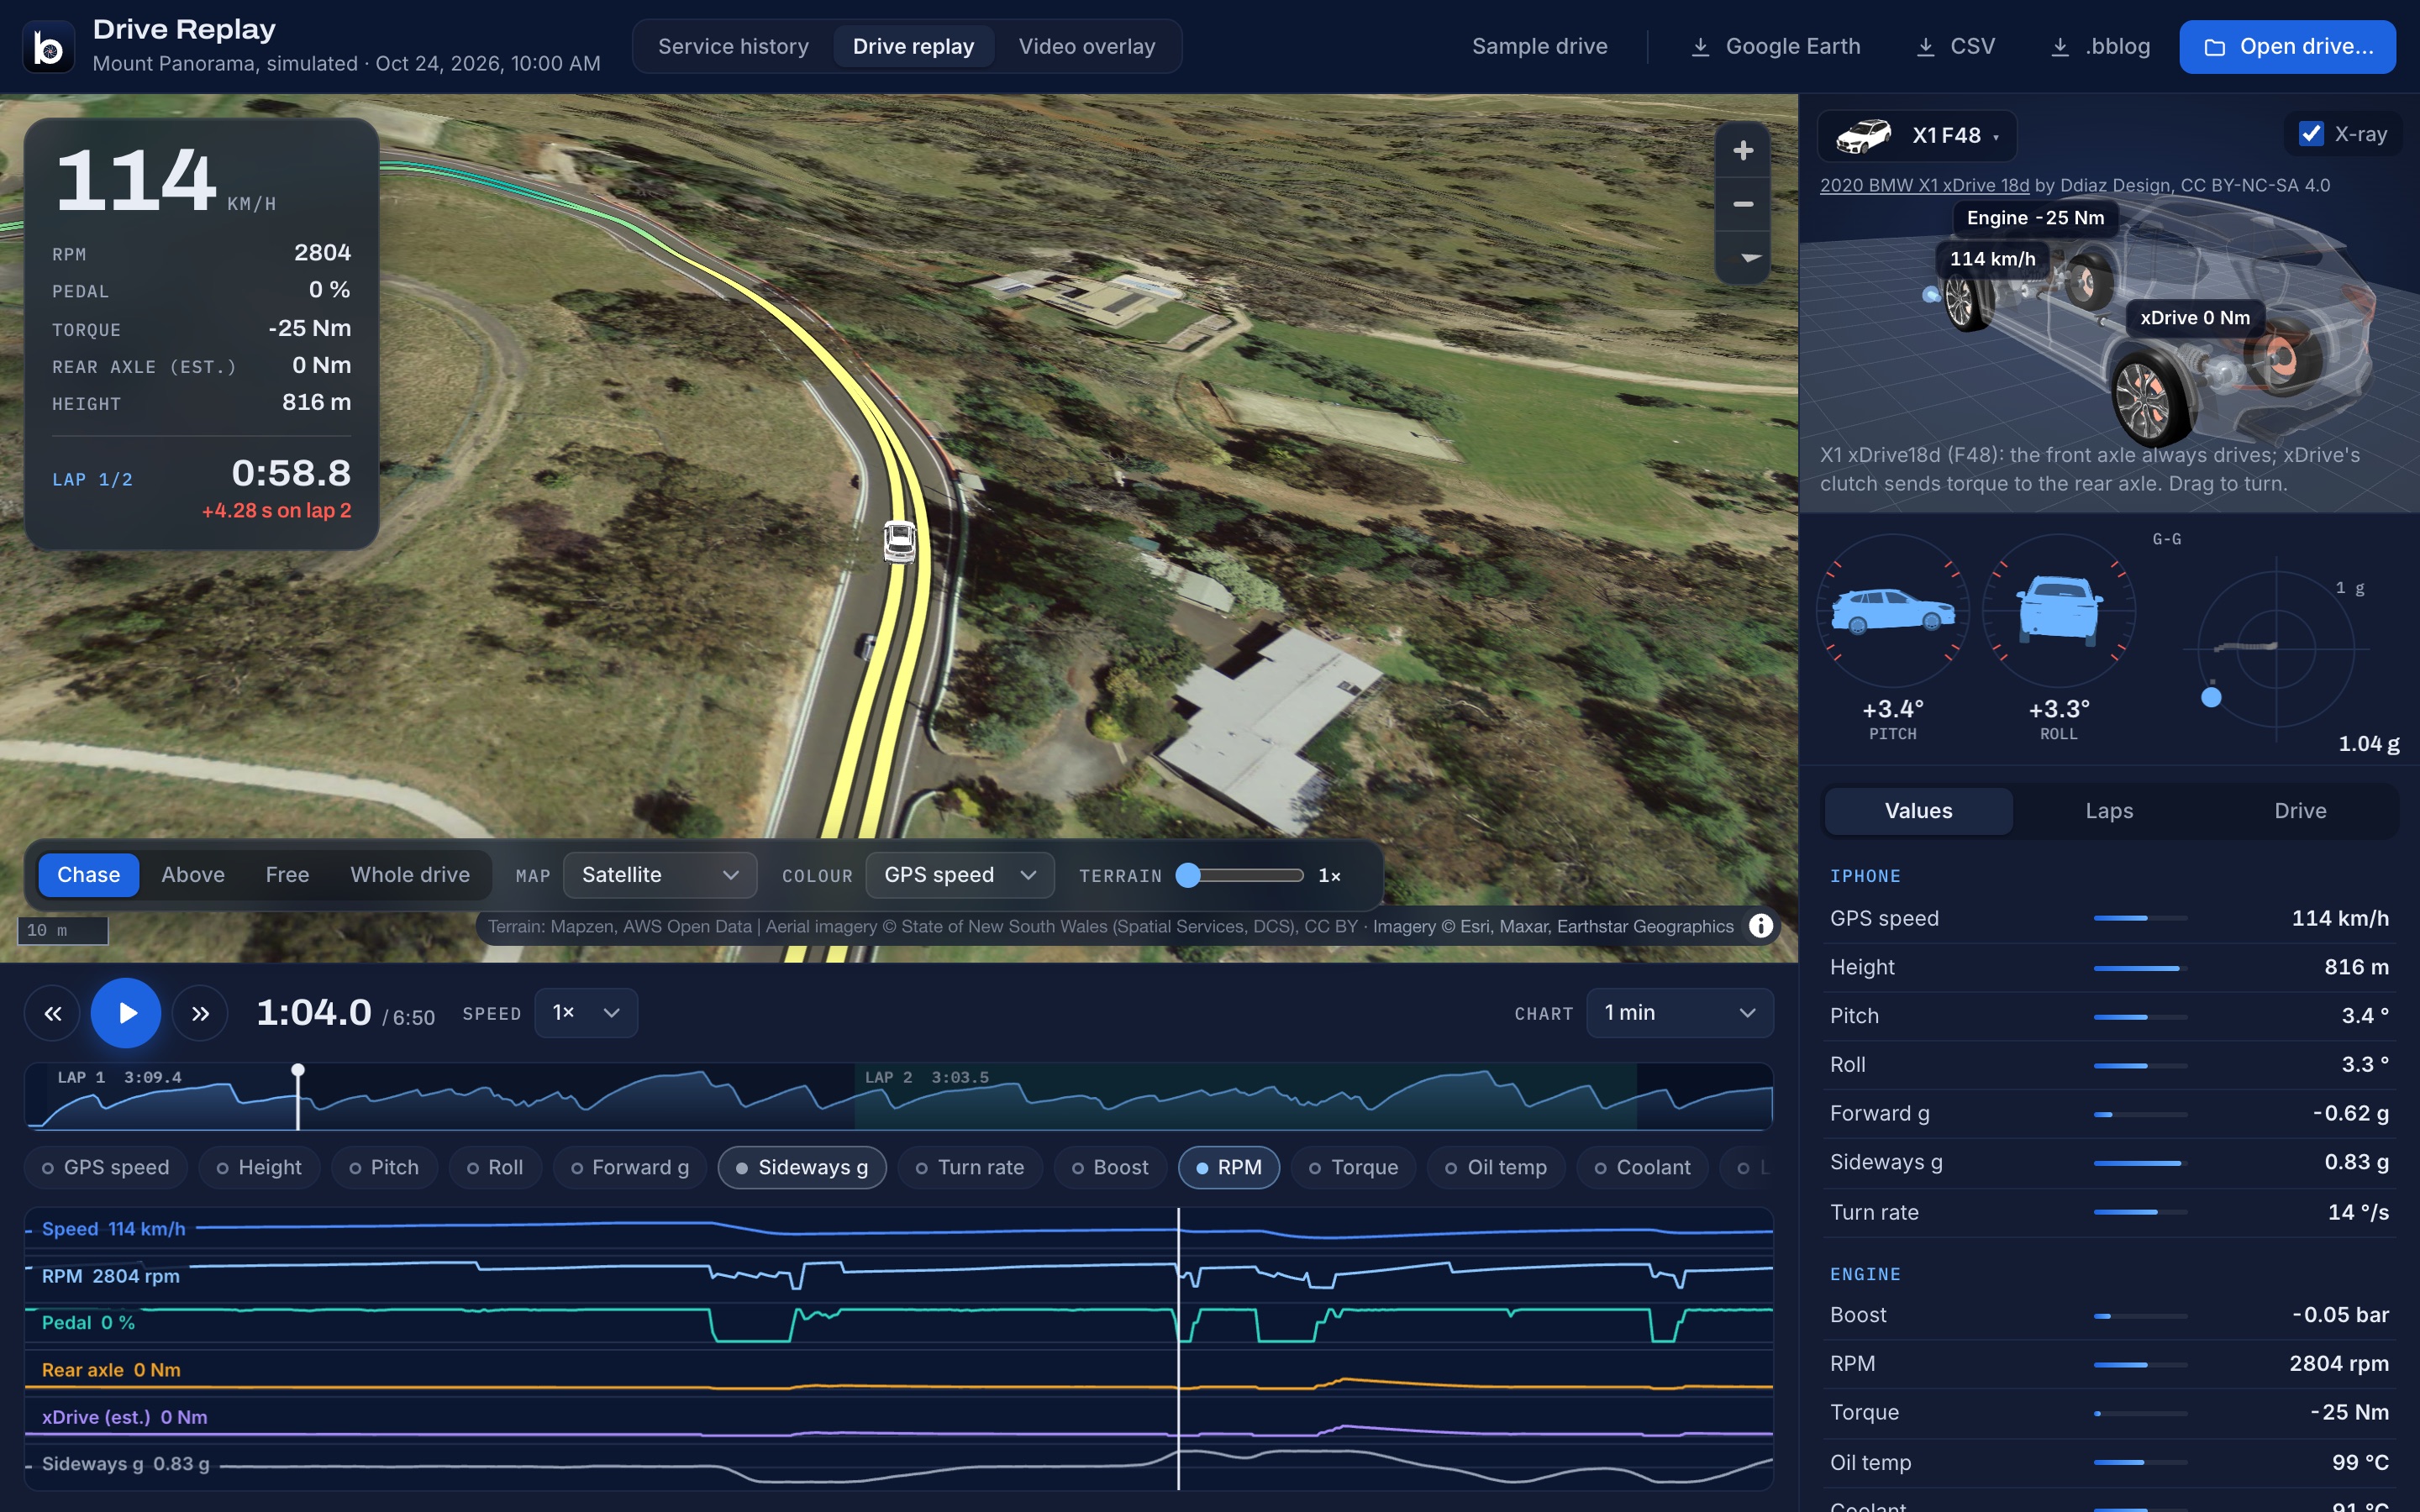 Drive Replay
Mount Panorama, simulated · Oct 24, 2026, 10:00 AM
Service history
Drive replay
Video overlay
Sample drive
Google Earth
CSV
.bblog
Open drive...
114 KM/H
RPM 2804
PEDAL 0 %
TORQUE -25 Nm
REAR AXLE (EST.) 0 Nm
HEIGHT 816 m
LAP 1/2 0:58.8
+4.28 s on lap 2
X1 F48
X-ray
2020 BMW X1 xDrive 18d by Ddiaz Design, CC BY-NC-SA 4.0
Engine -25 Nm
114 km/h
xDrive 0 Nm
X1 xDrive18d (F48): the front axle always drives; xDrive's
clutch sends torque to the rear axle. Drag to turn.
+3.4°
PITCH
+3.3°
ROLL
G-G
1 g
1.04 g
Chase
Above
Free
Whole drive
MAP Satellite
COLOUR GPS speed
TERRAIN 1×
10 m
Terrain: Mapzen, AWS Open Data | Aerial imagery © State of New South Wales (Spatial Services, DCS), CC BY · Imagery © Esri, Maxar, Earthstar Geographics
1:04.0 / 6:50
SPEED 1×
CHART 1 min
LAP 1 3:09.4
LAP 2 3:03.5
GPS speed
Height
Pitch
Roll
Forward g
Sideways g
Turn rate
Boost
RPM
Torque
Oil temp
Coolant
Speed 114 km/h
RPM 2804 rpm
Pedal 0 %
Rear axle 0 Nm
xDrive (est.) 0 Nm
Sideways g 0.83 g
Values
Laps
Drive
IPHONE
GPS speed 114 km/h
Height 816 m
Pitch 3.4 °
Roll 3.3 °
Forward g -0.62 g
Sideways g 0.83 g
Turn rate 14 °/s
ENGINE
Boost -0.05 bar
RPM 2804 rpm
Torque -25 Nm
Oil temp 99 °C
Coolant 91 °C